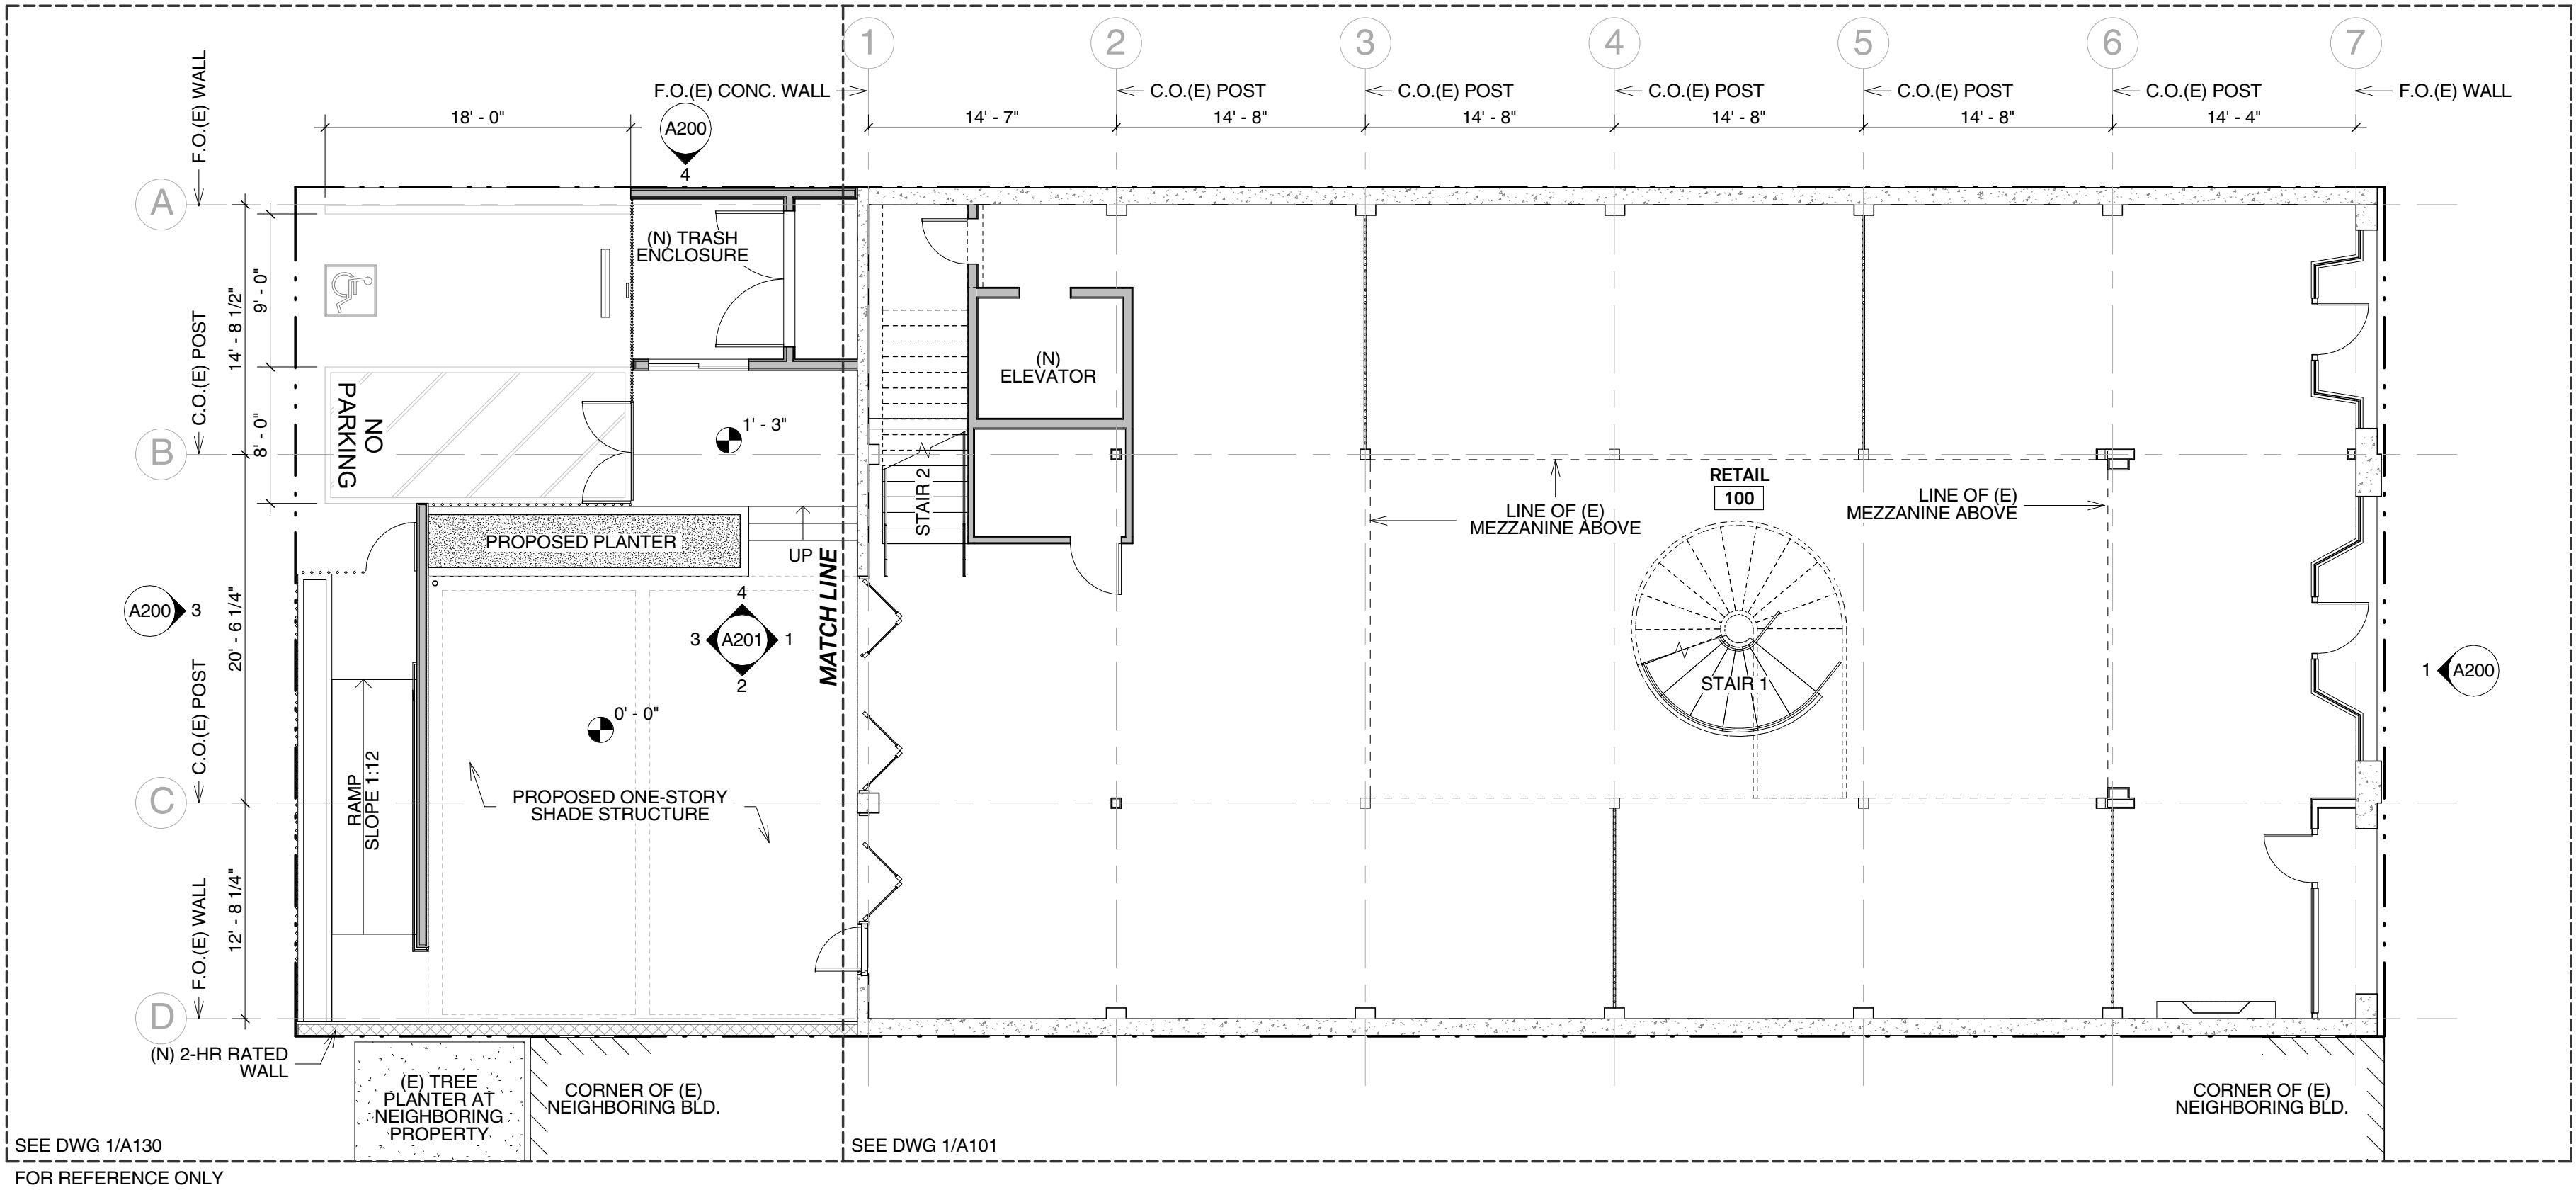 1
2
3
4
5
6
7
F.O.(E) CONC. WALL
C.O.(E) POST
C.O.(E) POST
C.O.(E) POST
C.O.(E) POST
C.O.(E) POST
F.O.(E) WALL
18' - 0"
14' - 7"
14' - 8"
14' - 8"
14' - 8"
14' - 8"
14' - 4"
A200
4
F.O.(E) WALL
A
C.O.(E) POST
B
C.O.(E) POST
C
F.O.(E) WALL
D
14' - 8 1/2"
9' - 0"
8' - 0"
20' - 6 1/4"
12' - 8 1/4"
(N) TRASH
ENCLOSURE
NO
PARKING
1' - 3"
(N)
ELEVATOR
STAIR 2
PROPOSED PLANTER
UP
MATCH LINE
A200
3
4
3
A201
1
2
0' - 0"
RAMP
SLOPE 1:12
PROPOSED ONE-STORY
SHADE STRUCTURE
LINE OF (E)
MEZZANINE ABOVE
RETAIL
100
LINE OF (E)
MEZZANINE ABOVE
STAIR 1
1
A200
(N) 2-HR RATED
WALL
(E) TREE
PLANTER AT
NEIGHBORING
PROPERTY
CORNER OF (E)
NEIGHBORING BLD.
CORNER OF (E)
NEIGHBORING BLD.
SEE DWG 1/A130
SEE DWG 1/A101
FOR REFERENCE ONLY